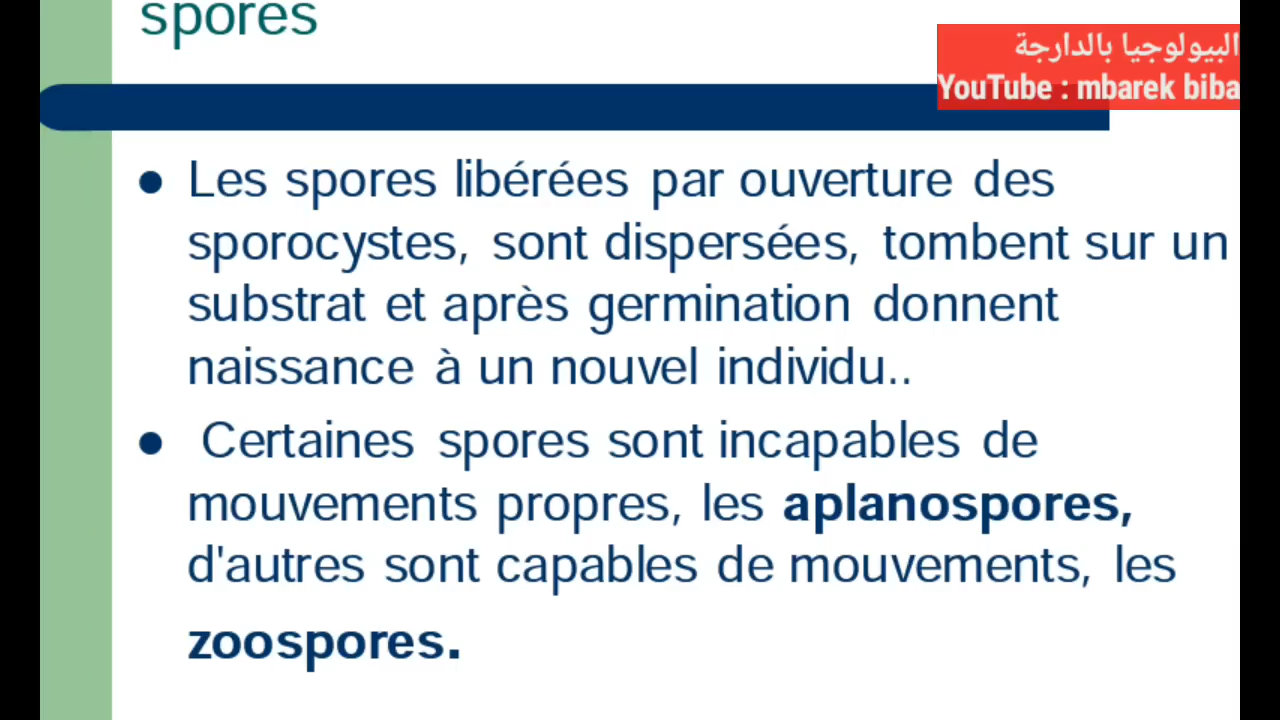 spores
البيولوجيا بالدارجة
YouTube : mbarek biba
● Les spores libérées par ouverture des
sporocystes, sont dispersées, tombent sur un
substrat et après germination donnent
naissance à un nouvel individu..
● Certaines spores sont incapables de
mouvements propres, les aplanospores,
d'autres sont capables de mouvements, les
zoospores.